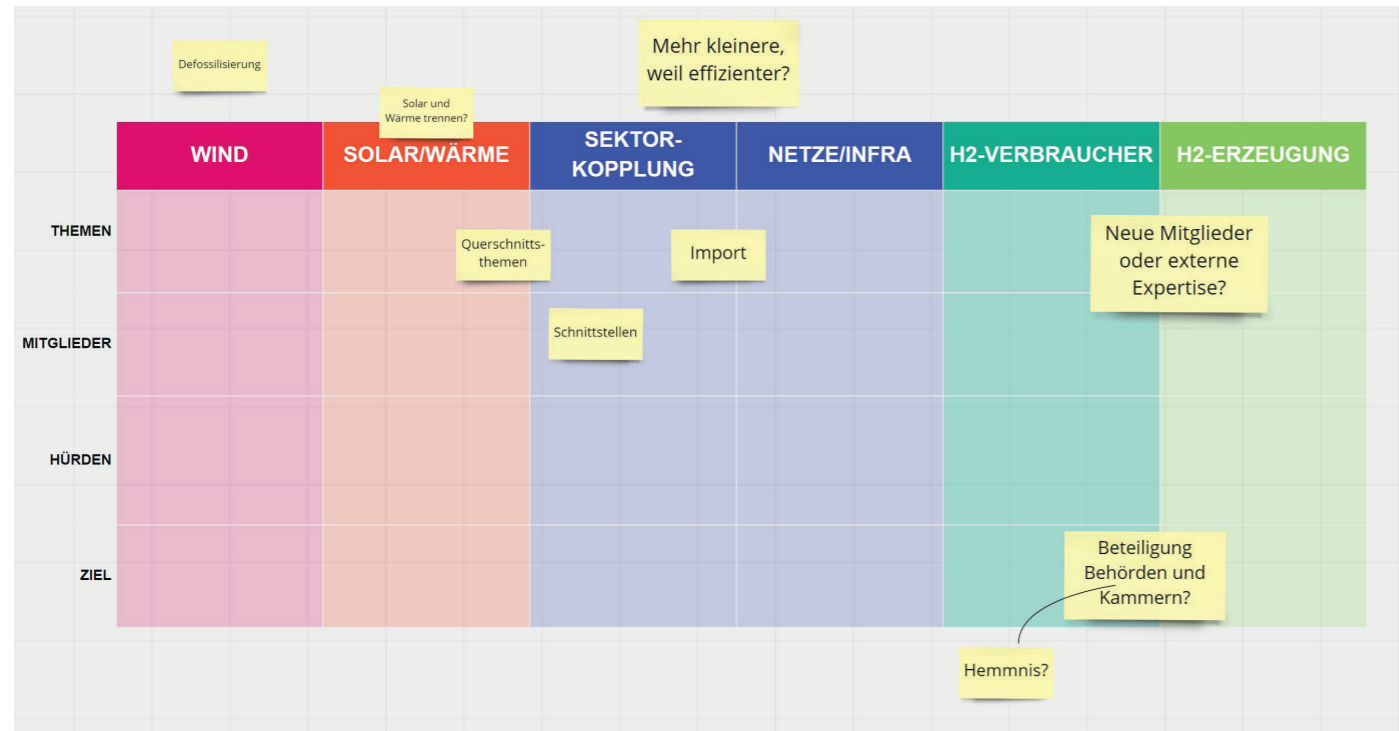 Defossilisierung
Mehr kleinere,
weil effizienter?
Solar und
Wärme trennen?
WIND
SOLAR/WÄRME
SEKTOR-
KOPPLUNG
NETZE/INFRA
H2-VERBRAUCHER
H2-ERZEUGUNG
THEMEN
Querschnitts-
themen
Import
Neue Mitglieder
oder externe
Expertise?
MITGLIEDER
Schnittstellen
HÜRDEN
ZIEL
Beteiligung
Behörden und
Kammern?
Hemmnis?